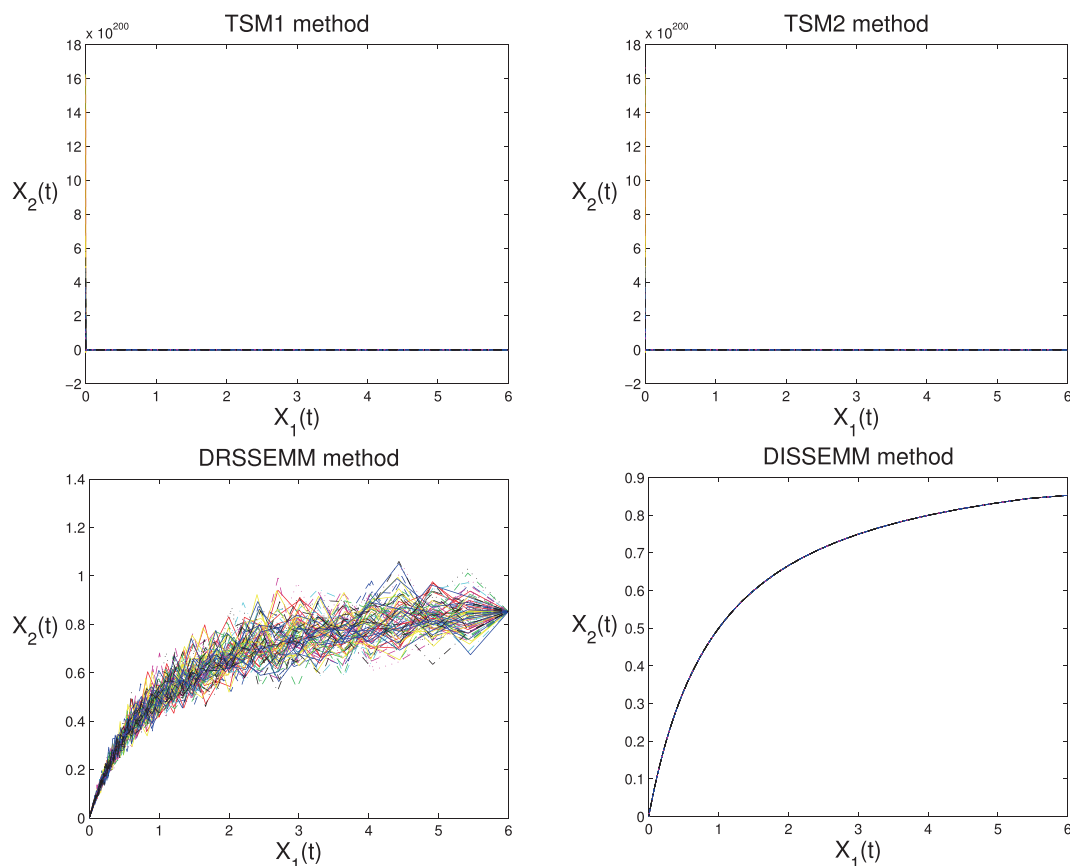 TSM1 method
x 10^200
18
16
14
12
10
8
6
4
2
0
−2
X_2(t)
0 1 2 3 4 5 6
X_1(t)
TSM2 method
x 10^200
18
16
14
12
10
8
6
4
2
0
−2
X_2(t)
0 1 2 3 4 5 6
X_1(t)
DRSSEMM method
1.4
1.2
1
0.8
0.6
0.4
0.2
0
X_2(t)
0 1 2 3 4 5 6
X_1(t)
DISSEMM method
0.9
0.8
0.7
0.6
0.5
0.4
0.3
0.2
0.1
0
X_2(t)
0 1 2 3 4 5 6
X_1(t)